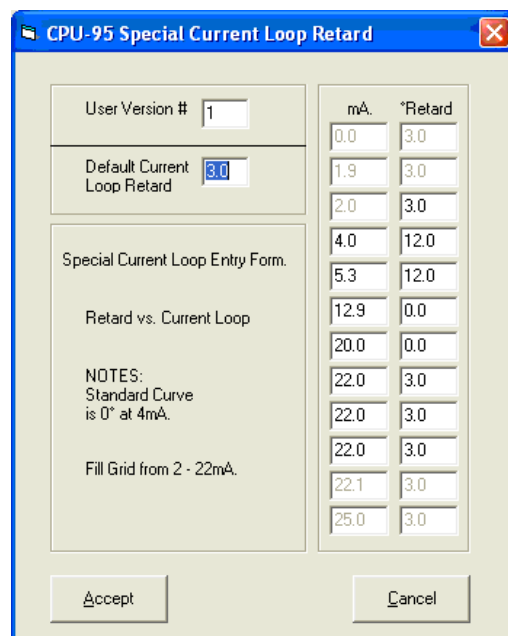 CPU-95 Special Current Loop Retard
User Version # 1
Default Current Loop Retard 3.0
Special Current Loop Entry Form.
Retard vs. Current Loop
NOTES:
Standard Curve
is 0° at 4mA.
Fill Grid from 2 - 22mA.
mA. °Retard
0.0 3.0
1.9 3.0
2.0 3.0
4.0 12.0
5.3 12.0
12.9 0.0
20.0 0.0
22.0 3.0
22.0 3.0
22.0 3.0
22.1 3.0
25.0 3.0
Accept
Cancel